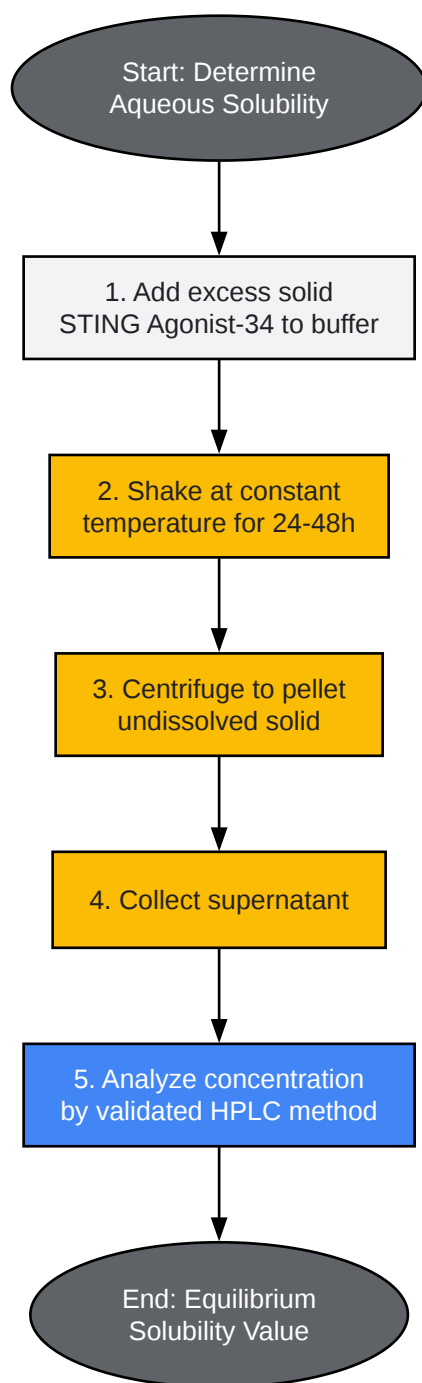 Start: Determine
Aqueous Solubility
1. Add excess solid
STING Agonist-34 to buffer
2. Shake at constant
temperature for 24-48h
3. Centrifuge to pellet
undissolved solid
4. Collect supernatant
5. Analyze concentration
by validated HPLC method
End: Equilibrium
Solubility Value